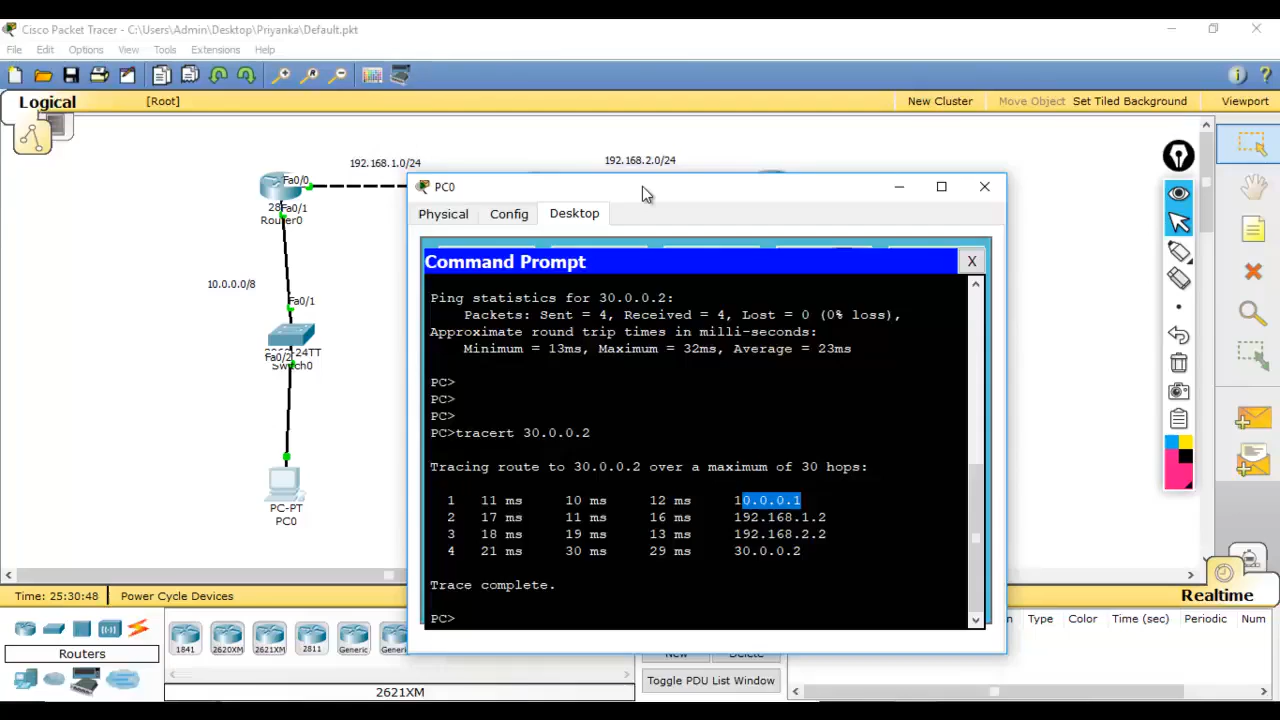 Cisco Packet Tracer - C:\Users\Admin\Desktop\Priyanka\Default.pkt
File Edit Options View Tools Extensions Help
Logical [Root] New Cluster Move Object Set Tiled Background Viewport
192.168.1.0/24 192.168.2.0/24
Fa0/0
Fa0/1
Router0
10.0.0.0/8
Fa0/1
24TT
Fa0/2
Switch0
PC-PT
PC0
PC0
Physical Config Desktop
Command Prompt X
Ping statistics for 30.0.0.2:
Packets: Sent = 4, Received = 4, Lost = 0 (0% loss),
Approximate round trip times in milli-seconds:
Minimum = 13ms, Maximum = 32ms, Average = 23ms
PC>
PC>
PC>
PC>tracert 30.0.0.2
Tracing route to 30.0.0.2 over a maximum of 30 hops:
1 11 ms 10 ms 12 ms 10.0.0.1
2 17 ms 11 ms 16 ms 192.168.1.2
3 18 ms 19 ms 13 ms 192.168.2.2
4 21 ms 30 ms 29 ms 30.0.0.2
Trace complete.
PC>
Time: 25:30:48 Power Cycle Devices
Realtime
Routers
1841 2620XM 2621XM 2811 Generic
2621XM
New Delete
Toggle PDU List Window
Type Color Time (sec) Periodic Num